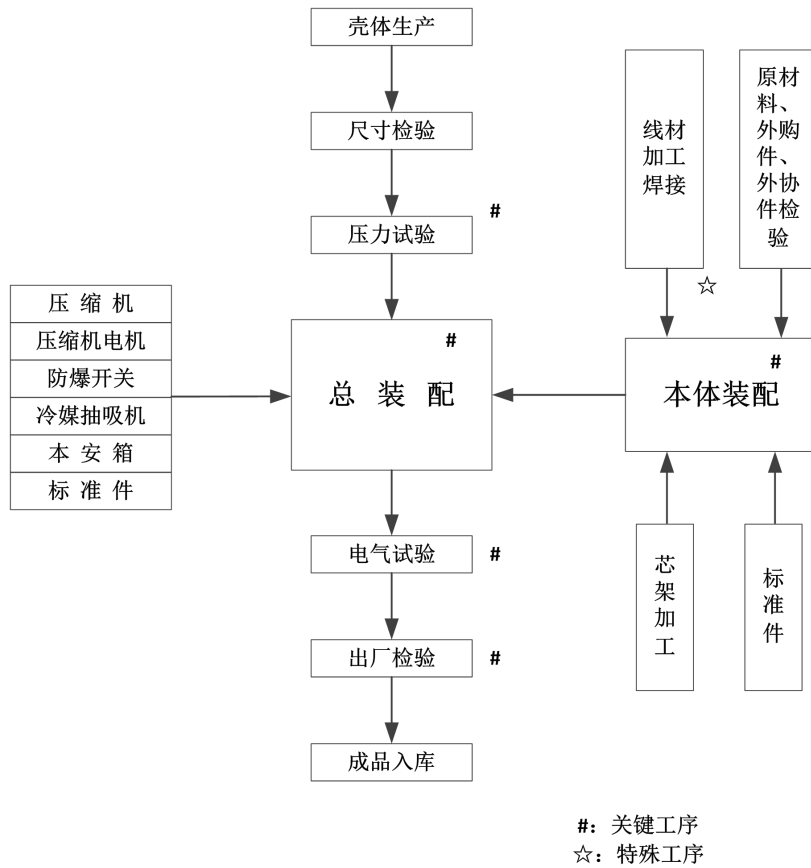 壳体生产
尺寸检验
压力试验
#
压缩机
压缩机电机
防爆开关
冷媒抽吸机
本安箱
标准件
#
总装配
线材
加工
焊接
☆
原材
料、
外购
件、
外协
件检
验
#
本体装配
芯
架
加
工
标
准
件
电气试验
#
出厂检验
#
成品入库
#：关键工序
☆：特殊工序